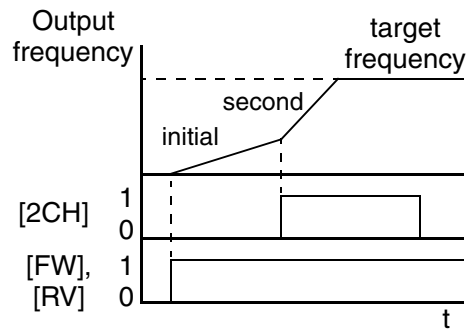 Output
frequency
target
frequency
second
initial
[2CH]
1
0
[FW],
[RV]
1
0
t